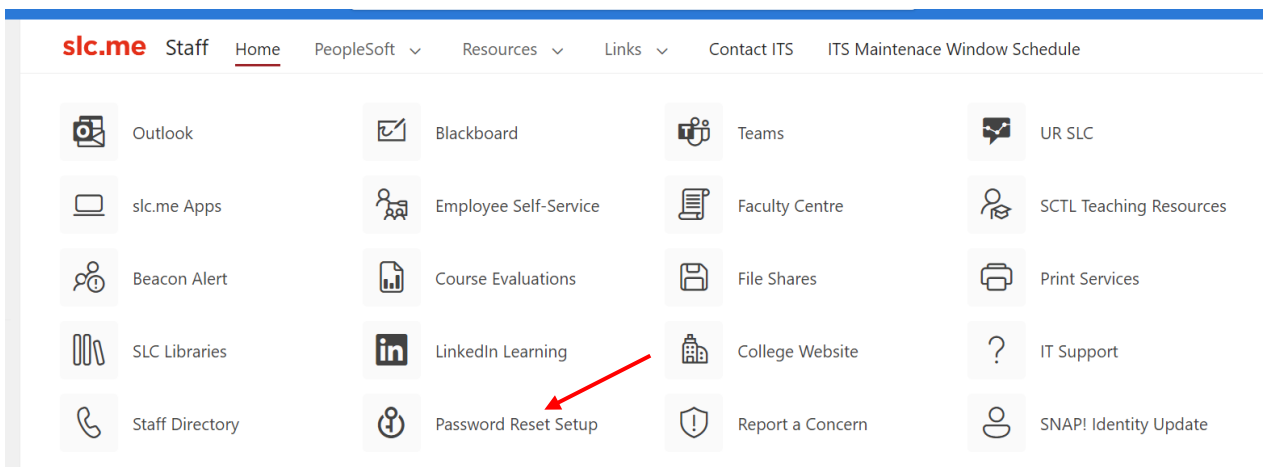 slc.me Staff Home PeopleSoft Resources Links Contact ITS ITS Maintenace Window Schedule
Outlook Blackboard Teams UR SLC
slc.me Apps Employee Self-Service Faculty Centre SCTL Teaching Resources
Beacon Alert Course Evaluations File Shares Print Services
SLC Libraries LinkedIn Learning College Website IT Support
Staff Directory Password Reset Setup Report a Concern SNAP! Identity Update